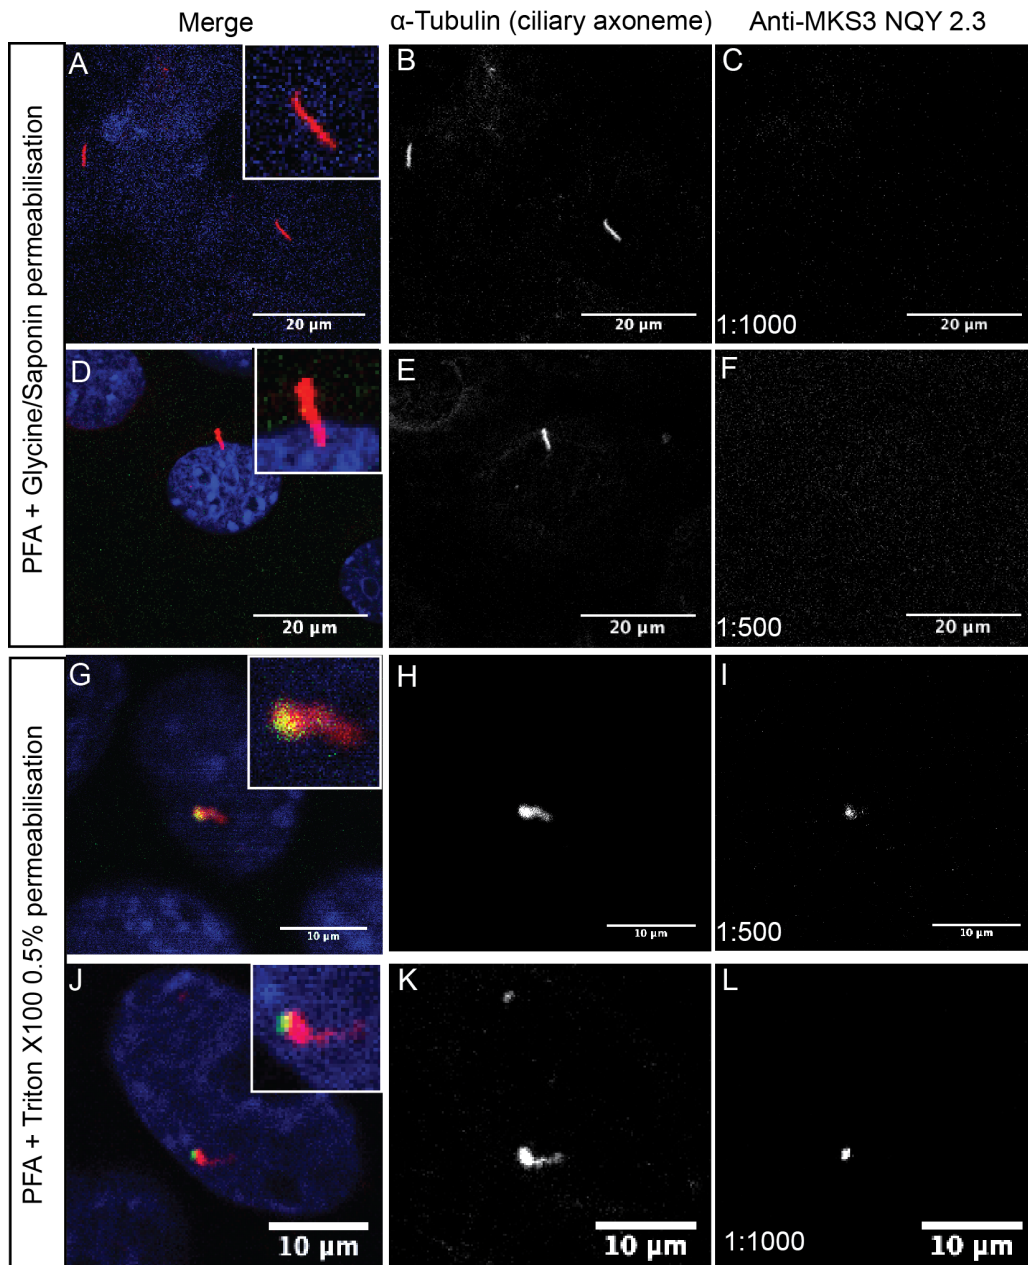 Merge
α-Tubulin (ciliary axoneme)
Anti-MKS3 NQY 2.3
PFA + Glycine/Saponin permeabilisation
A
20 μm
B
20 μm
C
1:1000
20 μm
D
20 μm
E
20 μm
F
1:500
20 μm
PFA + Triton X100 0.5% permeabilisation
G
10 μm
H
10 μm
I
1:500
10 μm
J
10 μm
K
10 μm
L
1:1000
10 μm